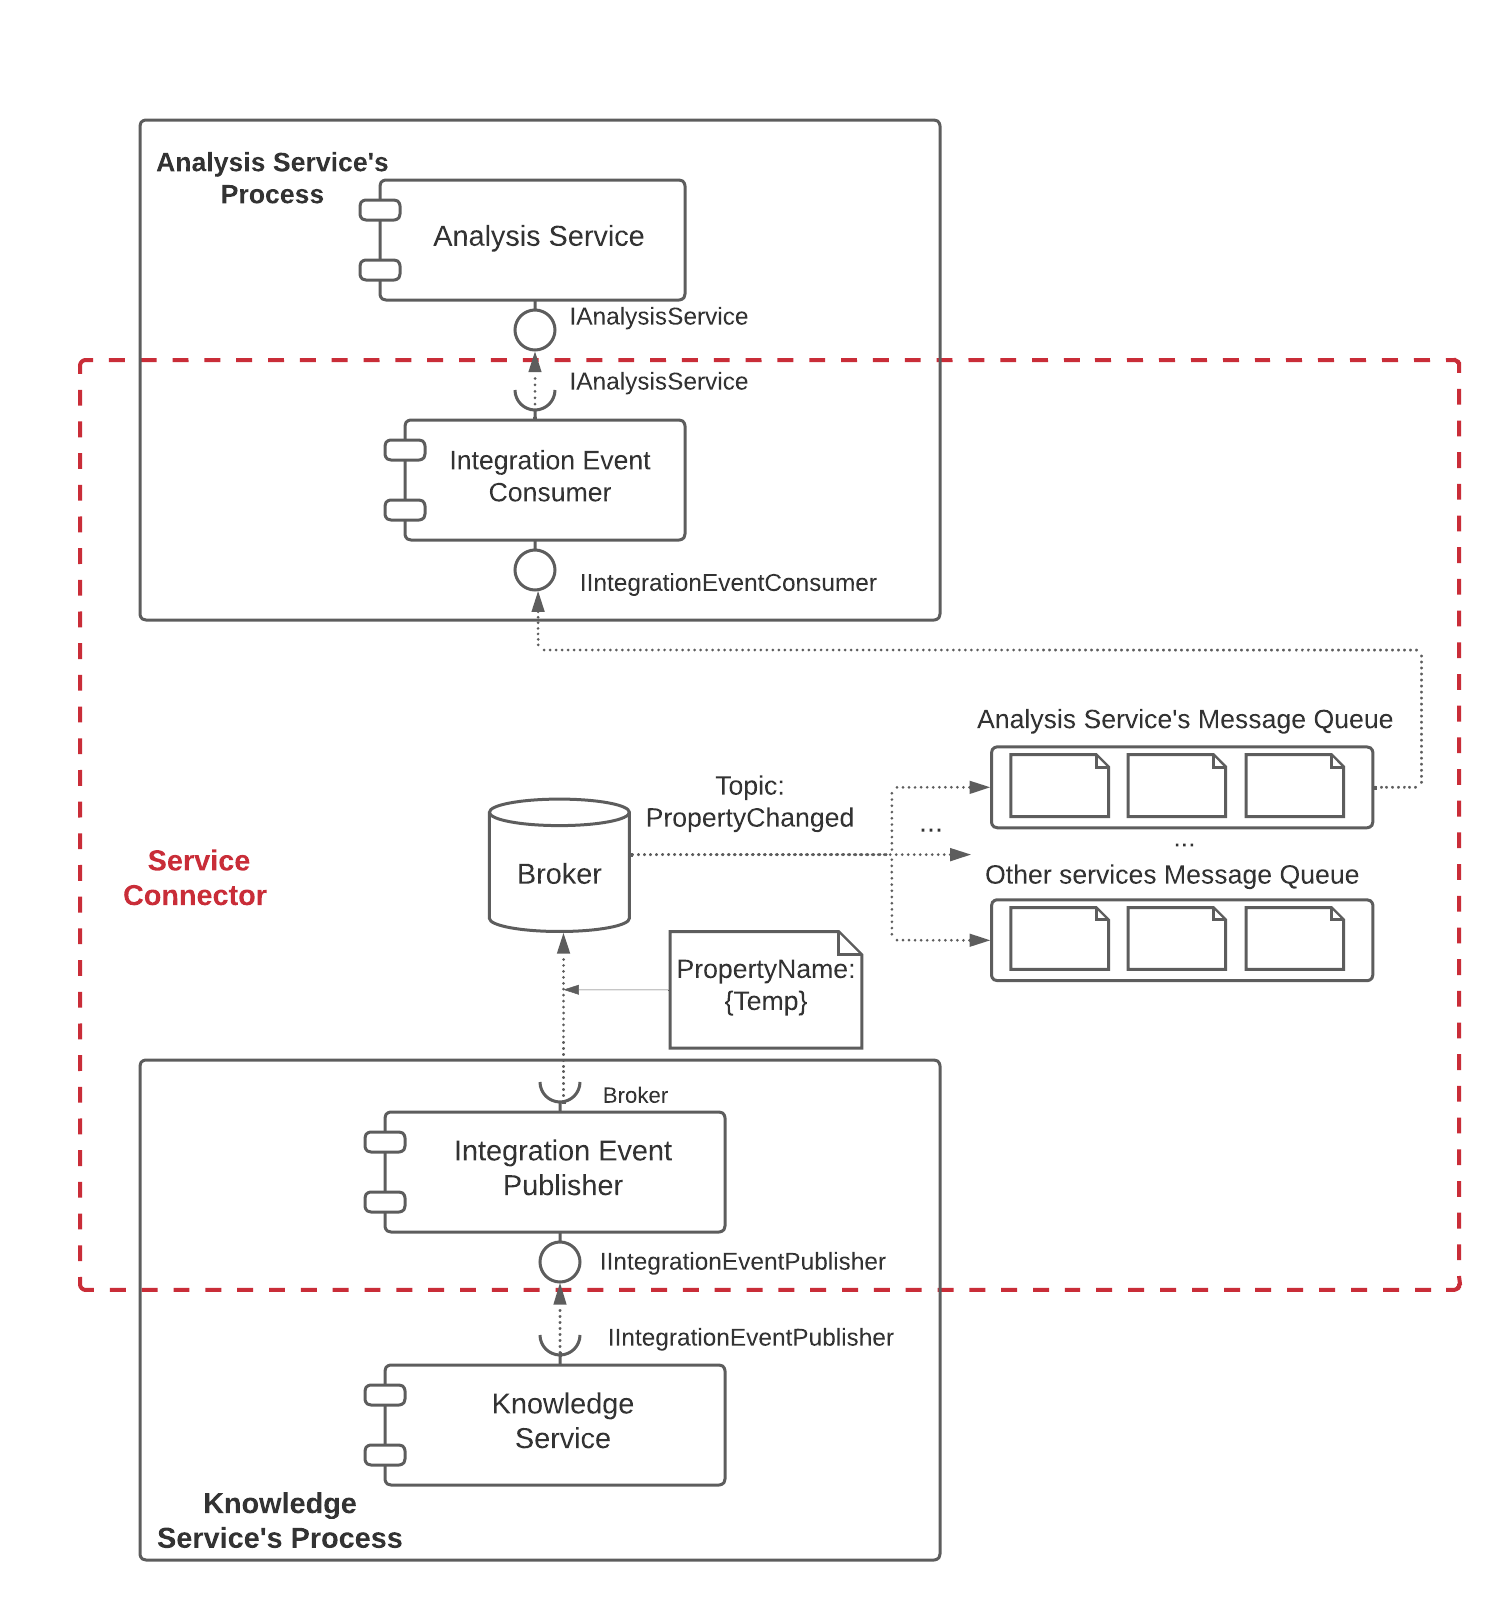 Analysis Service's
Process
Analysis Service
IAnalysisService
IAnalysisService
Integration Event
Consumer
IIntegrationEventConsumer
Analysis Service's Message Queue
Topic:
PropertyChanged
...
...
Broker
Service
Connector
Other services Message Queue
PropertyName:
{Temp}
Broker
Integration Event
Publisher
IIntegrationEventPublisher
IIntegrationEventPublisher
Knowledge
Service
Knowledge
Service's Process